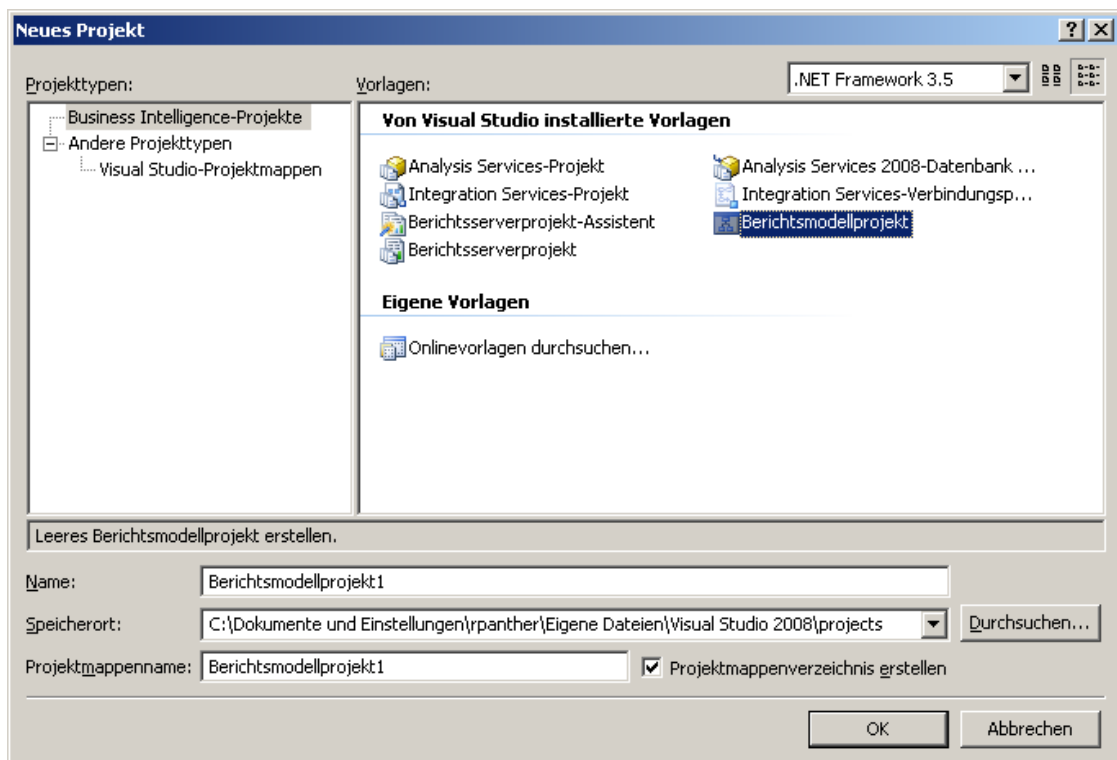 Neues Projekt
Projekttypen:
Vorlagen:
.NET Framework 3.5
Business Intelligence-Projekte
Andere Projekttypen
Visual Studio-Projektmappen
Von Visual Studio installierte Vorlagen
Analysis Services-Projekt
Analysis Services 2008-Datenbank ...
Integration Services-Projekt
Integration Services-Verbindungsp...
Berichtsserverprojekt-Assistent
Berichtsmodellprojekt
Berichtsserverprojekt
Eigene Vorlagen
Onlinevorlagen durchsuchen...
Leeres Berichtsmodellprojekt erstellen.
Name:
Berichtsmodellprojekt1
Speicherort:
C:\Dokumente und Einstellungen\rpanther\Eigene Dateien\Visual Studio 2008\projects
Durchsuchen...
Projektmappenname:
Berichtsmodellprojekt1
Projektmappenverzeichnis erstellen
OK
Abbrechen